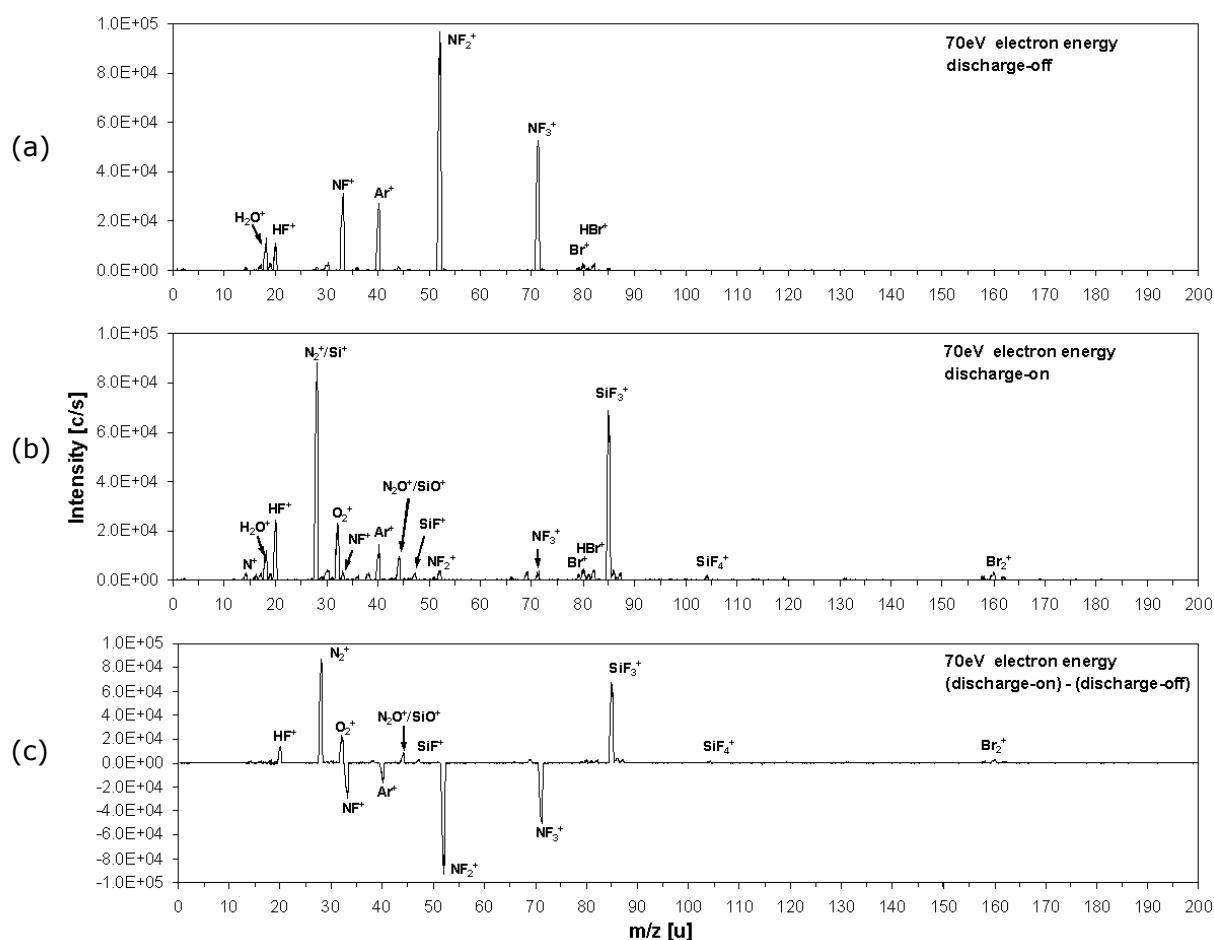 (a)
1.0E+05
8.0E+04
6.0E+04
4.0E+04
2.0E+04
0.0E+00
70eV electron energy
discharge-off
H₂O⁺
HF⁺
NF⁺
Ar⁺
NF₂⁺
NF₃⁺
Br⁺
HBr⁺
0 10 20 30 40 50 60 70 80 90 100 110 120 130 140 150 160 170 180 190 200
(b)
Intensity [c/s]
1.0E+05
8.0E+04
6.0E+04
4.0E+04
2.0E+04
0.0E+00
70eV electron energy
discharge-on
N⁺
H₂O⁺
HF⁺
N₂⁺/Si⁺
O₂⁺
NF⁺
Ar⁺
N₂O⁺/SiO⁺
SiF⁺
NF₂⁺
NF₃⁺
Br⁺
HBr⁺
SiF₃⁺
SiF₄⁺
Br₂⁺
0 10 20 30 40 50 60 70 80 90 100 110 120 130 140 150 160 170 180 190 200
(c)
1.0E+05
8.0E+04
6.0E+04
4.0E+04
2.0E+04
0.0E+00
-2.0E+04
-4.0E+04
-6.0E+04
-8.0E+04
-1.0E+05
70eV electron energy
(discharge-on) - (discharge-off)
HF⁺
N₂⁺
O₂⁺
NF⁺
Ar⁺
N₂O⁺/SiO⁺
SiF⁺
NF₂⁺
NF₃⁺
SiF₃⁺
SiF₄⁺
Br₂⁺
0 10 20 30 40 50 60 70 80 90 100 110 120 130 140 150 160 170 180 190 200
m/z [u]